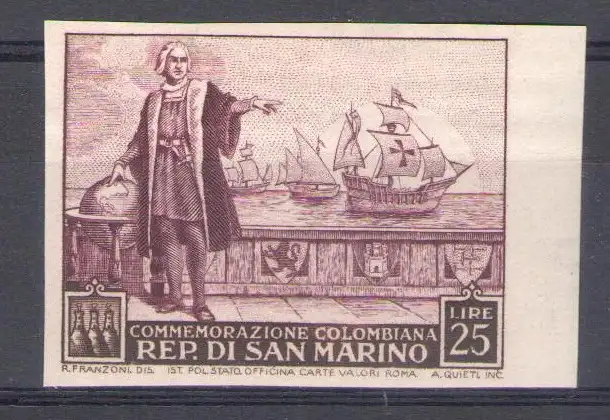 COMMEMORAZIONE COLOMBIANA
REP. DI SAN MARINO
LIRE
25
R. FRANZONI. DIS. IST. POL. STATO. OFFICINA CARTE VALORI ROMA A. QUIETI, INC.